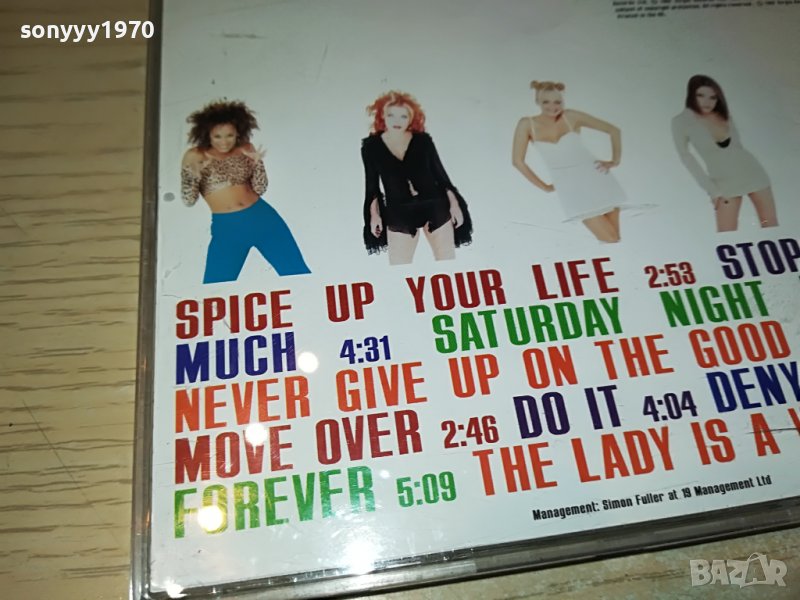 sonyyy1970
SPICE UP YOUR LIFE 2:53 STOP
MUCH 4:31 SATURDAY NIGHT
NEVER GIVE UP ON THE GOOD
MOVE OVER 2:46 DO IT 4:04 DENY
FOREVER 5:09 THE LADY IS A
Management: Simon Fuller at 19 Management Ltd
BAZAR